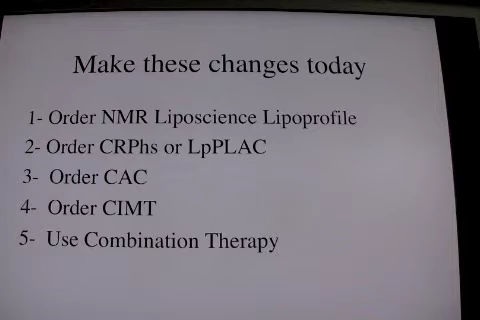 Make these changes today
1- Order NMR Liposcience Lipoprofile
2- Order CRPhs or LpPLAC
3- Order CAC
4- Order CIMT
5- Use Combination Therapy